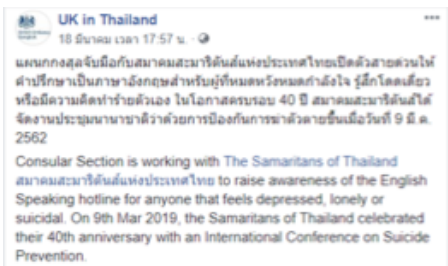 UK in Thailand
18 มีนาคม เวลา 17:57 น.
แผนกกงสุลจับมือกับสมาคมสะมาริตันส์แห่งประเทศไทยเปิดตัวสายด่วนให้
คำปรึกษาเป็นภาษาอังกฤษสำหรับผู้ที่หมดหวังหมดกำลังใจ รู้สึกโดดเดี่ยว
หรือมีความคิดทำร้ายตัวเอง ในโอกาสครบรอบ 40 ปี สมาคมสะมาริตันส์ได้
จัดงานประชุมนานาชาติว่าด้วยการป้องกันการฆ่าตัวตายขึ้นเมื่อวันที่ 9 มี.ค.
2562
Consular Section is working with The Samaritans of Thailand
สมาคมสะมาริตันส์แห่งประเทศไทย to raise awareness of the English
Speaking hotline for anyone that feels depressed, lonely or
suicidal. On 9th Mar 2019, the Samaritans of Thailand celebrated
their 40th anniversary with an International Conference on Suicide
Prevention.